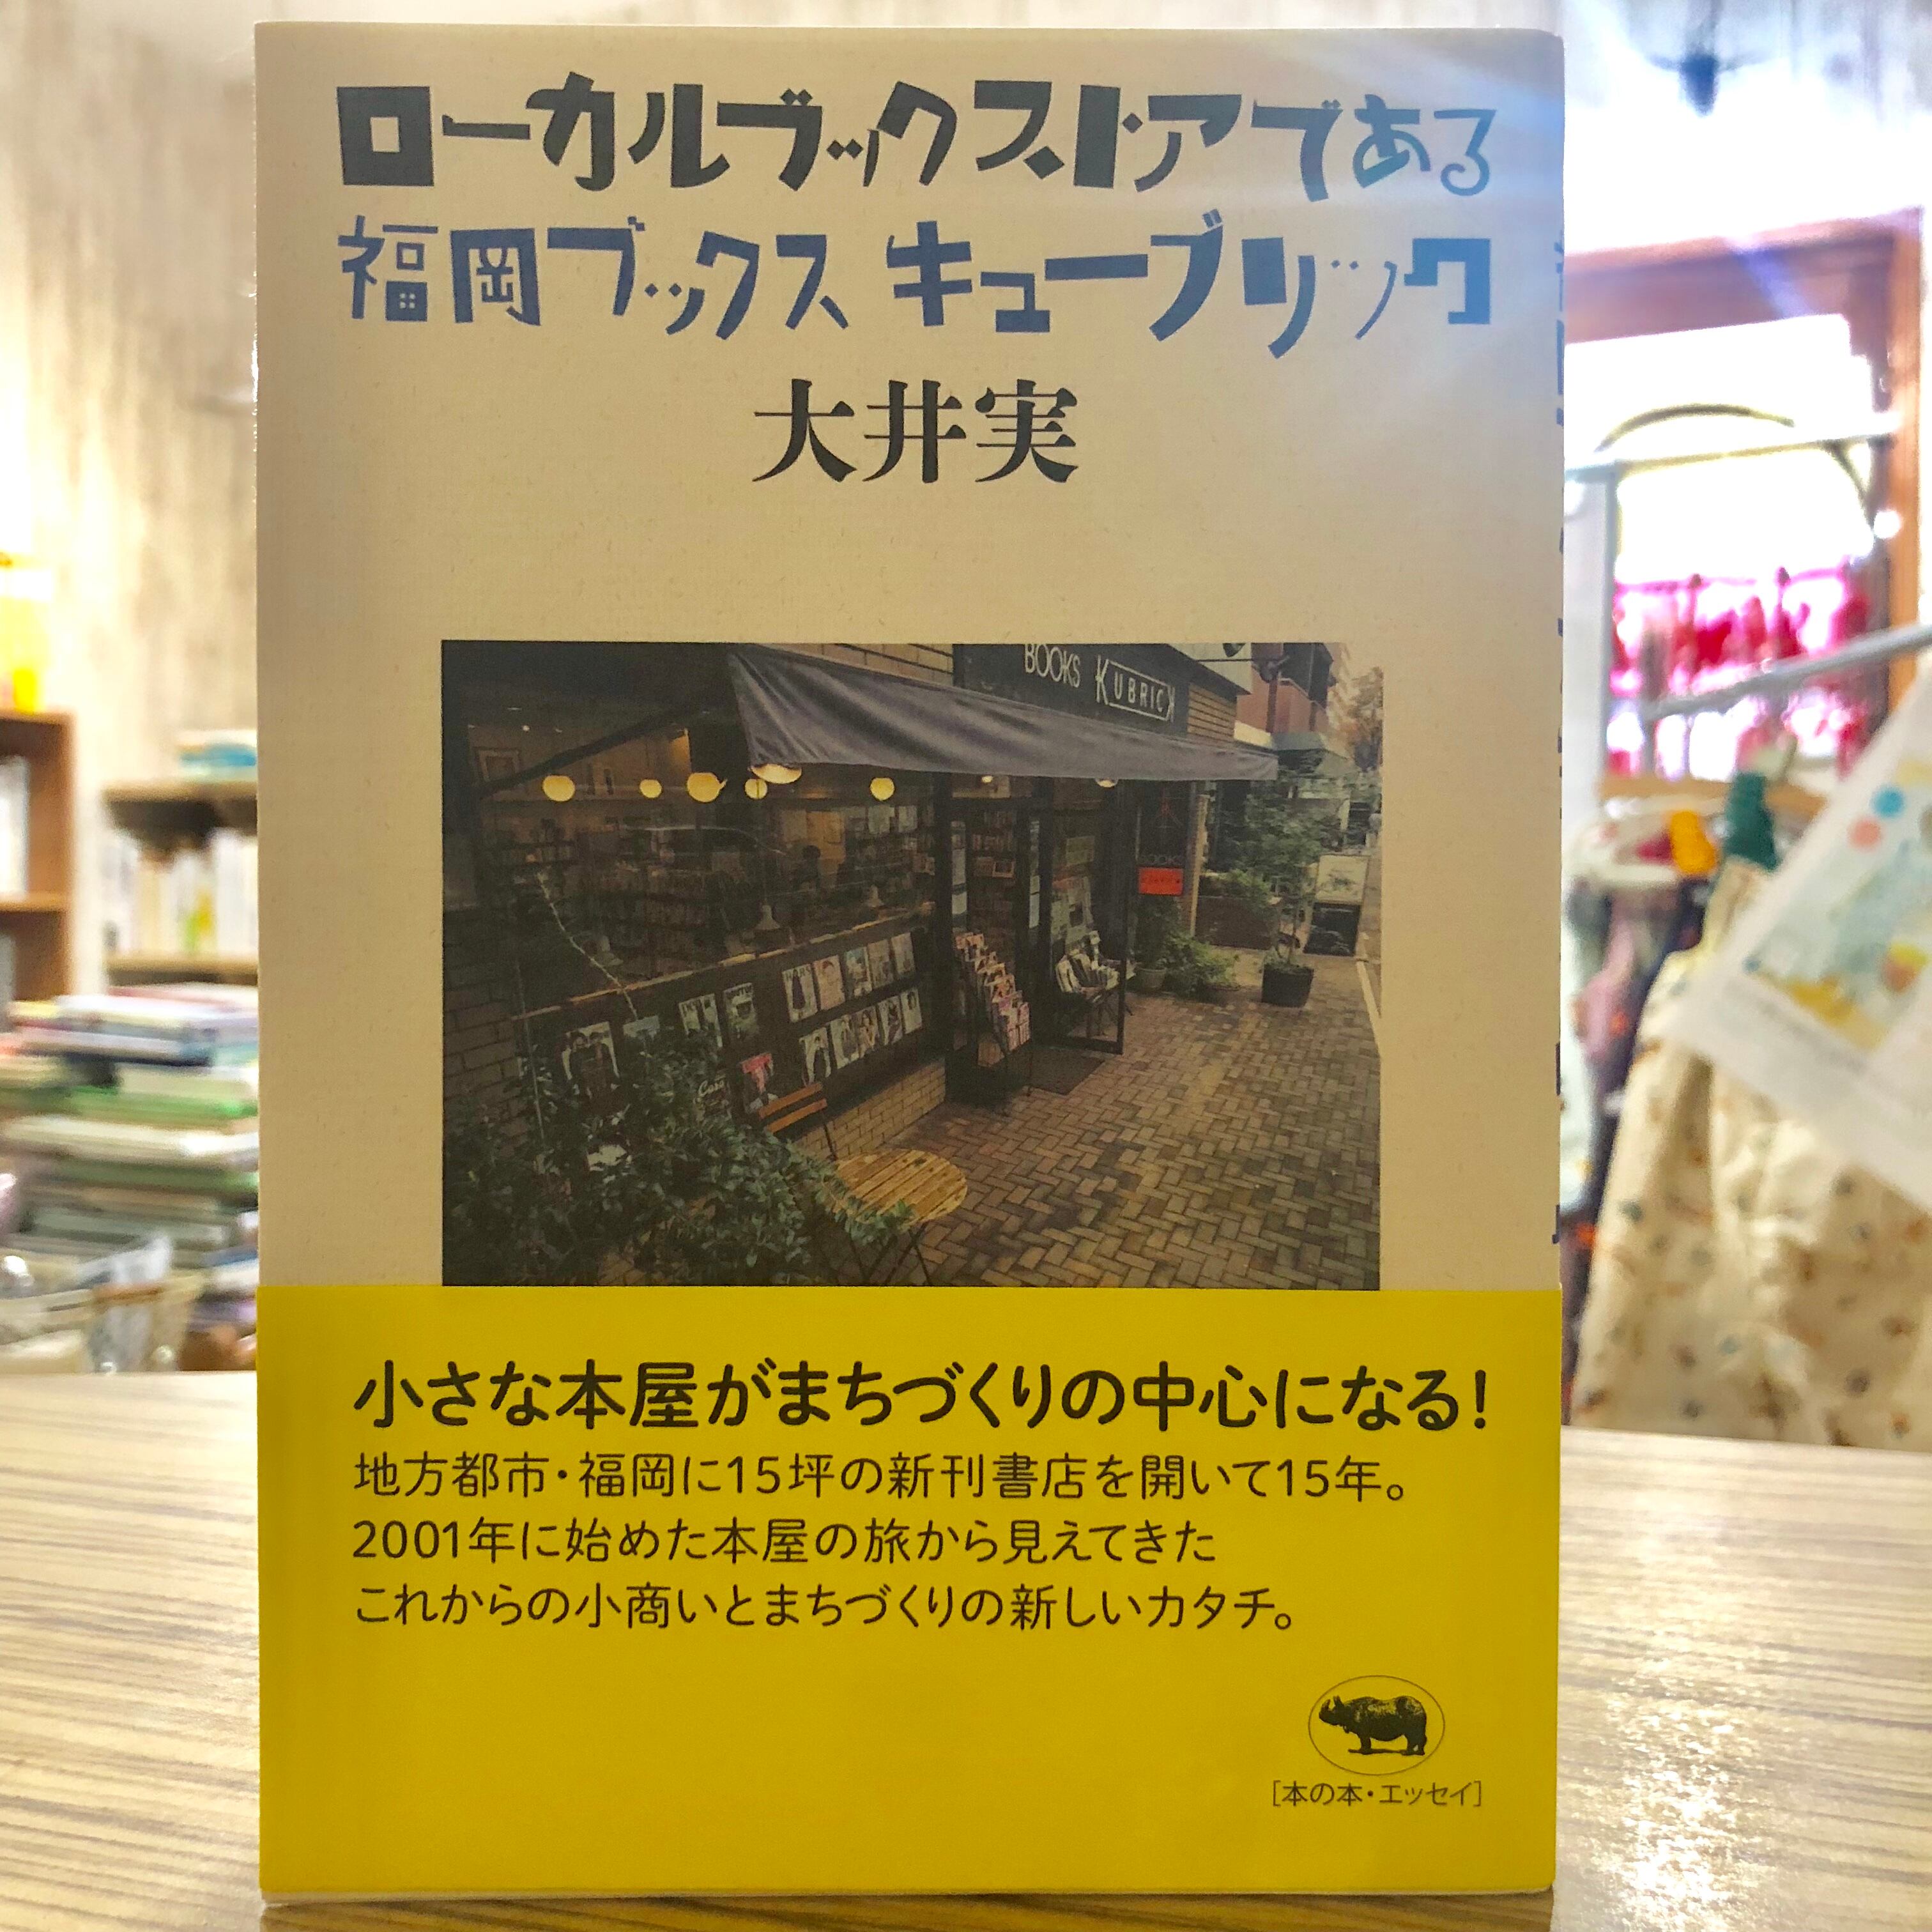 ローカルブックストアである
福岡ブックスキューブリック
大井実
BOOKS KUBRICK
BOOKS
Casa
小さな本屋がまちづくりの中心になる！
地方都市・福岡に15坪の新刊書店を開いて15年。
2001年に始めた本屋の旅から見えてきた
これからの小商いとまちづくりの新しいカタチ。
［本の本・エッセイ］